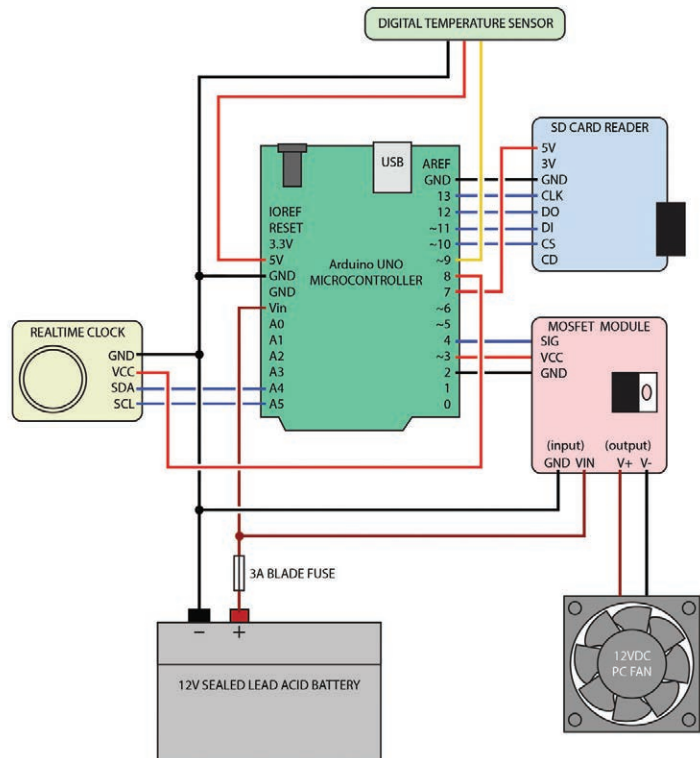 DIGITAL TEMPERATURE SENSOR
USB
AREF
GND
13
12
~11
~10
~9
8
7
~6
~5
4
~3
2
1
0
IOREF
RESET
3.3V
5V
GND
GND
Vin
A0
A1
A2
A3
A4
A5
Arduino UNO
MICROCONTROLLER
SD CARD READER
5V
3V
GND
CLK
DO
DI
CS
CD
REALTIME CLOCK
GND
VCC
SDA
SCL
MOSFET MODULE
SIG
VCC
GND
(input) (output)
GND VIN V+ V-
3A BLADE FUSE
– +
12V SEALED LEAD ACID BATTERY
12VDC
PC FAN